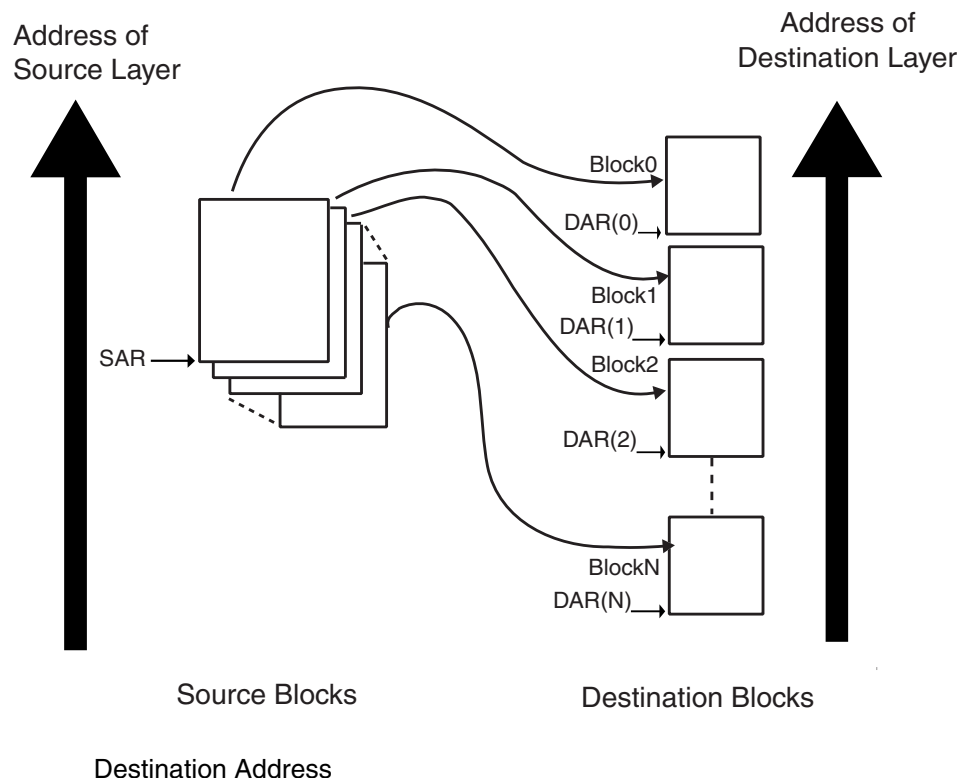 Address of
Source Layer
Address of
Destination Layer
Block0
DAR(0)
Block1
SAR
DAR(1)
Block2
DAR(2)
BlockN
DAR(N)
Source Blocks
Destination Blocks
Destination Address